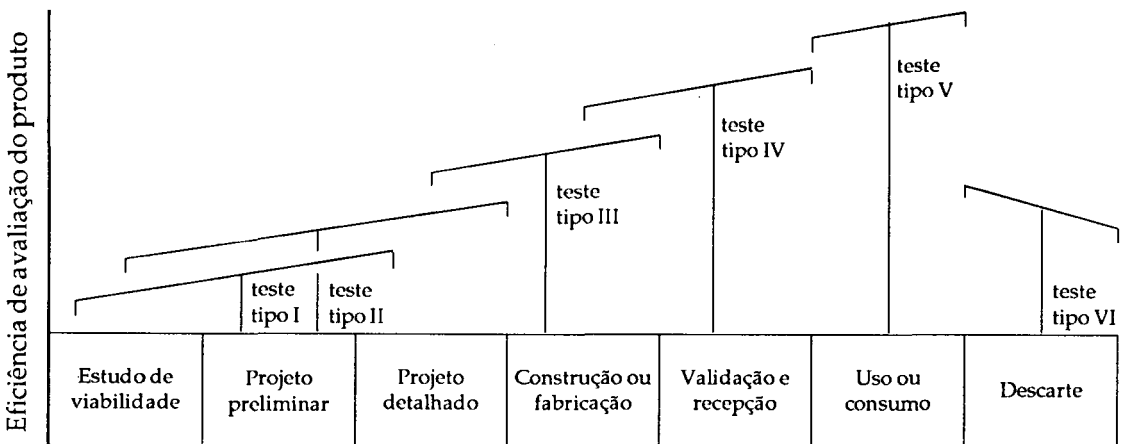 Eficiência de avaliação do produto
teste
tipo I
teste
tipo II
teste
tipo III
teste
tipo IV
teste
tipo V
teste
tipo VI
Estudo de
viabilidade
Projeto
preliminar
Projeto
detalhado
Construção ou
fabricação
Validação e
recepção
Uso ou
consumo
Descarte